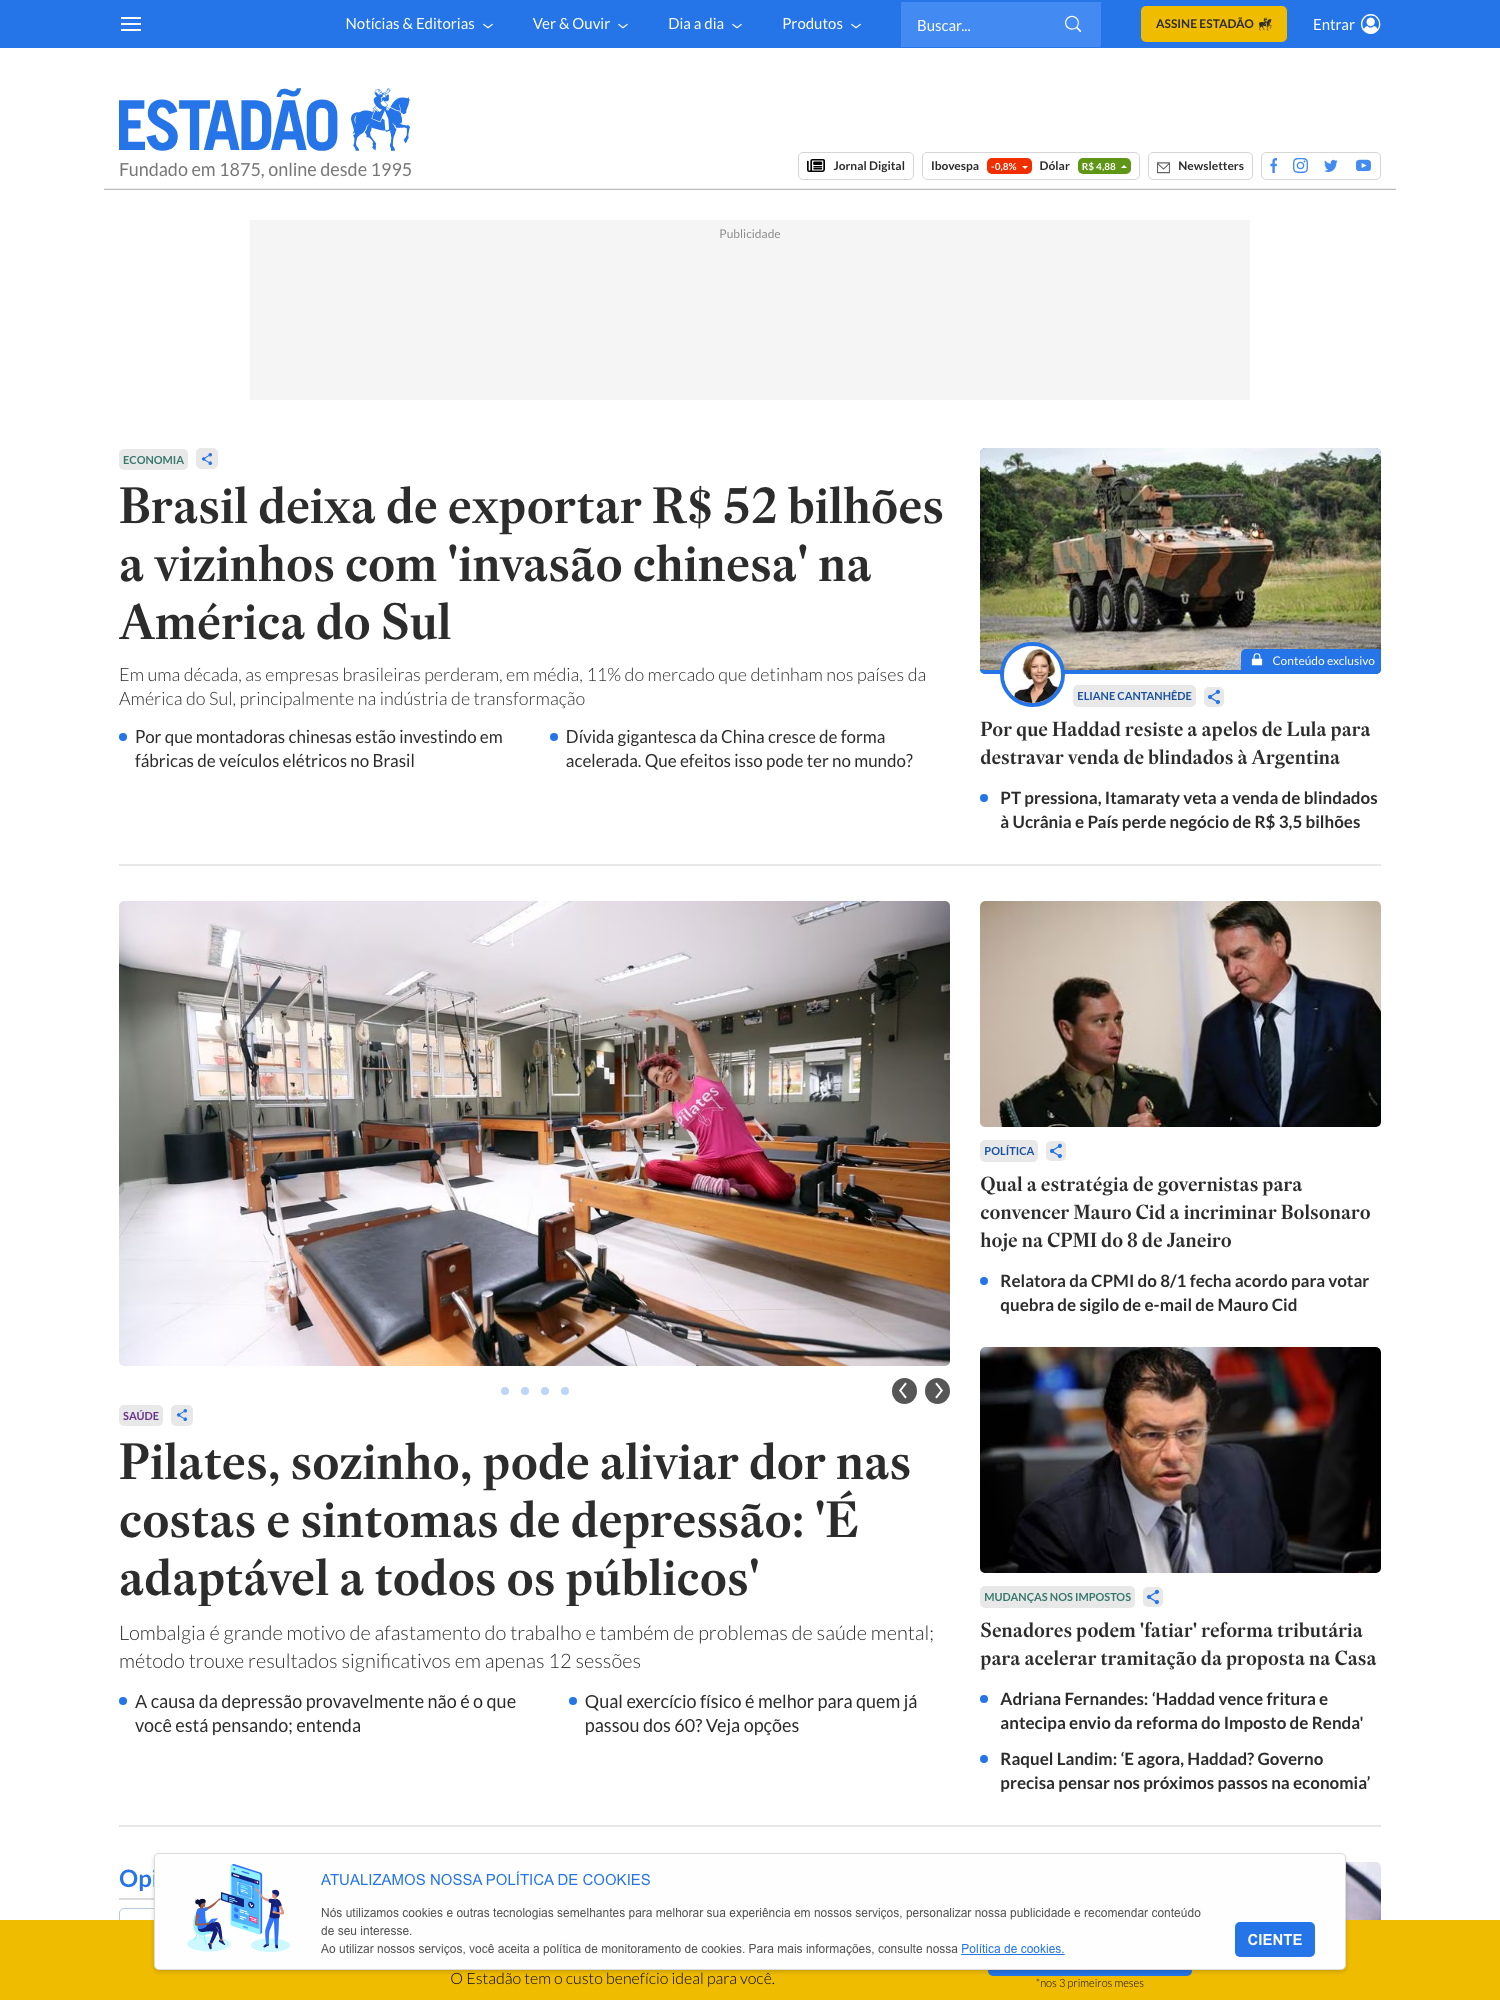 Notícias & Editorias
Ver & Ouvir
Dia a dia
Produtos
Buscar...
ASSINE ESTADÃO
Entrar
ESTADÃO
Fundado em 1875, online desde 1995
Jornal Digital
Ibovespa -0,8% Dólar R$ 4,88
Newsletters
Publicidade
ECONOMIA
Brasil deixa de exportar R$ 52 bilhões
a vizinhos com 'invasão chinesa' na
América do Sul
Em uma década, as empresas brasileiras perderam, em média, 11% do mercado que detinham nos países da
América do Sul, principalmente na indústria de transformação
Por que montadoras chinesas estão investindo em
fábricas de veículos elétricos no Brasil
Dívida gigantesca da China cresce de forma
acelerada. Que efeitos isso pode ter no mundo?
Conteúdo exclusivo
ELIANE CANTANHÊDE
Por que Haddad resiste a apelos de Lula para
destravar venda de blindados à Argentina
PT pressiona, Itamaraty veta a venda de blindados
à Ucrânia e País perde negócio de R$ 3,5 bilhões
Pilates
SAÚDE
Pilates, sozinho, pode aliviar dor nas
costas e sintomas de depressão: 'É
adaptável a todos os públicos'
Lombalgia é grande motivo de afastamento do trabalho e também de problemas de saúde mental;
método trouxe resultados significativos em apenas 12 sessões
A causa da depressão provavelmente não é o que
você está pensando; entenda
Qual exercício físico é melhor para quem já
passou dos 60? Veja opções
POLÍTICA
Qual a estratégia de governistas para
convencer Mauro Cid a incriminar Bolsonaro
hoje na CPMI do 8 de Janeiro
Relatora da CPMI do 8/1 fecha acordo para votar
quebra de sigilo de e-mail de Mauro Cid
MUDANÇAS NOS IMPOSTOS
Senadores podem 'fatiar' reforma tributária
para acelerar tramitação da proposta na Casa
Adriana Fernandes: ‘Haddad vence fritura e
antecipa envio da reforma do Imposto de Renda'
Raquel Landim: ‘E agora, Haddad? Governo
precisa pensar nos próximos passos na economia’
ATUALIZAMOS NOSSA POLÍTICA DE COOKIES
Nós utilizamos cookies e outras tecnologias semelhantes para melhorar sua experiência em nossos serviços, personalizar nossa publicidade e recomendar conteúdo
de seu interesse.
Ao utilizar nossos serviços, você aceita a política de monitoramento de cookies. Para mais informações, consulte nossa Política de cookies.
CIENTE
O Estadão tem o custo benefício ideal para você.
*nos 3 primeiros meses